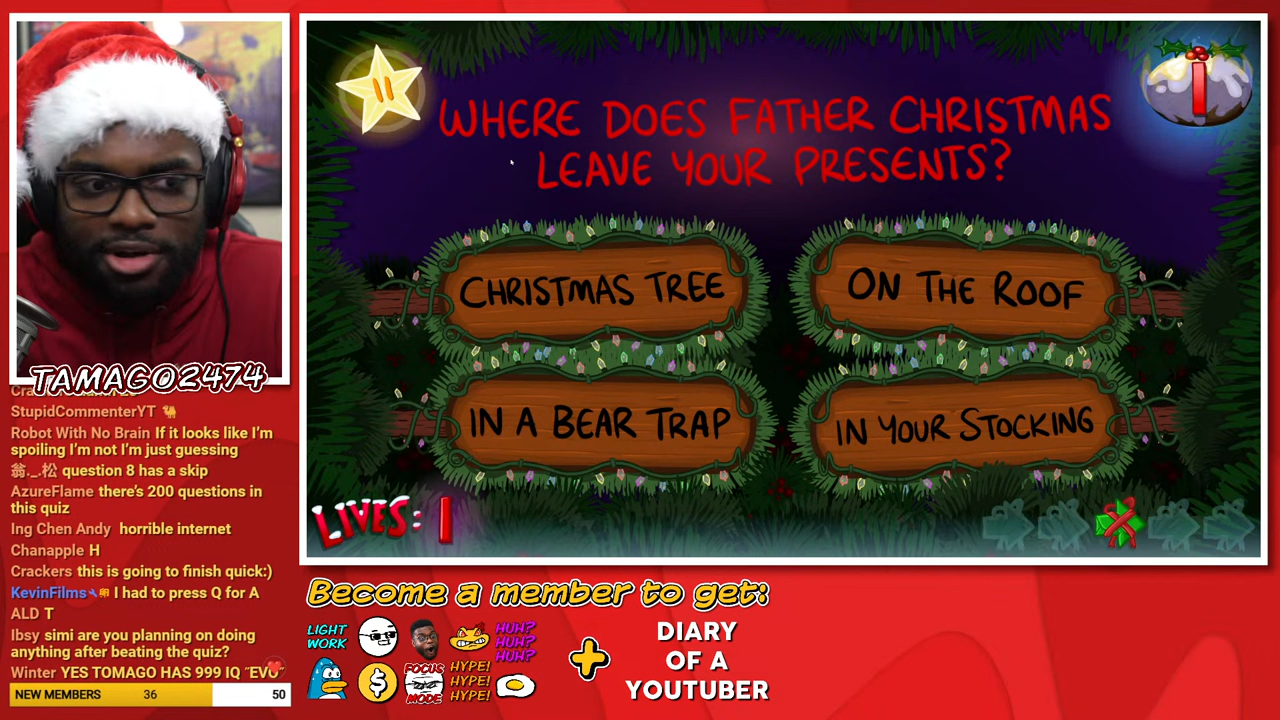 WHERE DOES FATHER CHRISTMAS
LEAVE YOUR PRESENTS?
1
CHRISTMAS TREE
ON THE ROOF
IN A BEAR TRAP
IN YOUR STOCKING
LIVES: 1
TAMAGO2474
StupidCommenterYT
Robot With No Brain If it looks like I'm
spoiling I'm not I'm just guessing
翁._.松 question 8 has a skip
AzureFlame there's 200 questions in
this quiz
Ing Chen Andy horrible internet
Chanapple H
Crackers this is going to finish quick:)
KevinFilms I had to press Q for A
ALD T
Ibsy simi are you planning on doing
anything after beating the quiz?
Winter YES TOMAGO HAS 999 IQ "EVO"
NEW MEMBERS 36 50
Become a member to get:
LIGHT
WORK
HUH?
HUH?
HUH?
$
FOCUS
MODE
HYPE!
HYPE!
HYPE!
+
DIARY
OF A
YOUTUBER